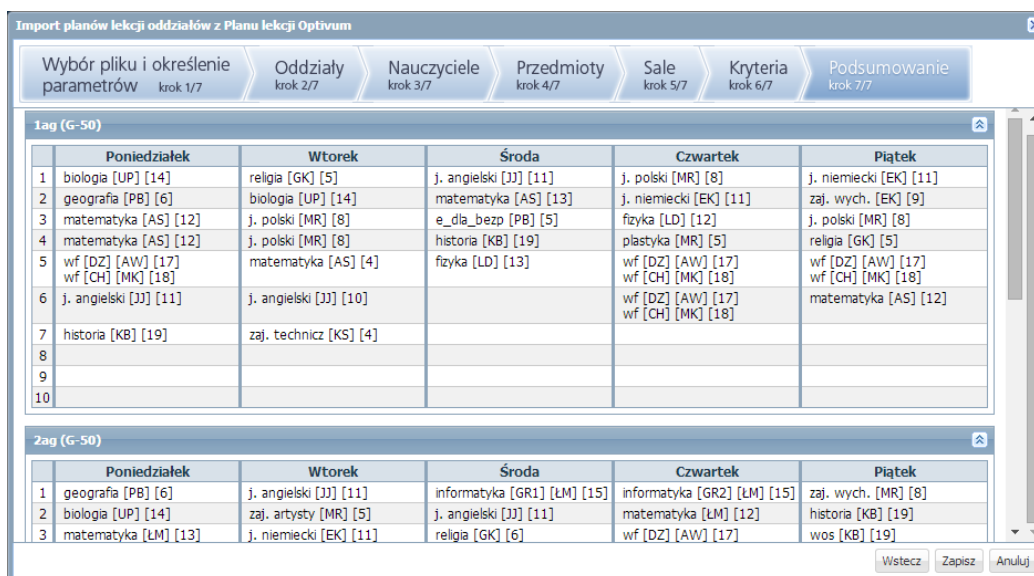 Import planów lekcji oddziałów z Planu lekcji Optivum
Wybór pliku i określenie
parametrów krok 1/7
Oddziały
krok 2/7
Nauczyciele
krok 3/7
Przedmioty
krok 4/7
Sale
krok 5/7
Kryteria
krok 6/7
Podsumowanie
krok 7/7
1ag (G-50)
Poniedziałek Wtorek Środa Czwartek Piątek
1 biologia [UP] [14] religia [GK] [5] j. angielski [JJ] [11] j. polski [MR] [8] j. niemiecki [EK] [11]
2 geografia [PB] [6] biologia [UP] [14] matematyka [AS] [13] j. niemiecki [EK] [11] zaj. wych. [EK] [9]
3 matematyka [AS] [12] j. polski [MR] [8] e_dla_bezp [PB] [5] fizyka [LD] [12] j. polski [MR] [8]
4 matematyka [AS] [12] j. polski [MR] [8] historia [KB] [19] plastyka [MR] [5] religia [GK] [5]
5 wf [DZ] [AW] [17] matematyka [AS] [4] fizyka [LD] [13] wf [DZ] [AW] [17] wf [DZ] [AW] [17]
wf [CH] [MK] [18] wf [CH] [MK] [18] wf [CH] [MK] [18]
6 j. angielski [JJ] [11] j. angielski [JJ] [10] wf [DZ] [AW] [17] matematyka [AS] [12]
wf [CH] [MK] [18]
7 historia [KB] [19] zaj. technicz [KS] [4]
8
9
10
2ag (G-50)
Poniedziałek Wtorek Środa Czwartek Piątek
1 geografia [PB] [6] j. angielski [JJ] [11] informatyka [GR1] [ŁM] [15] informatyka [GR2] [ŁM] [15] zaj. wych. [MR] [8]
2 biologia [UP] [14] zaj. artysty [MR] [5] j. angielski [JJ] [11] matematyka [ŁM] [12] historia [KB] [19]
3 matematyka [ŁM] [13] j. niemiecki [EK] [11] religia [GK] [6] wf [DZ] [AW] [17] wos [KB] [19]
Wstecz Zapisz Anuluj